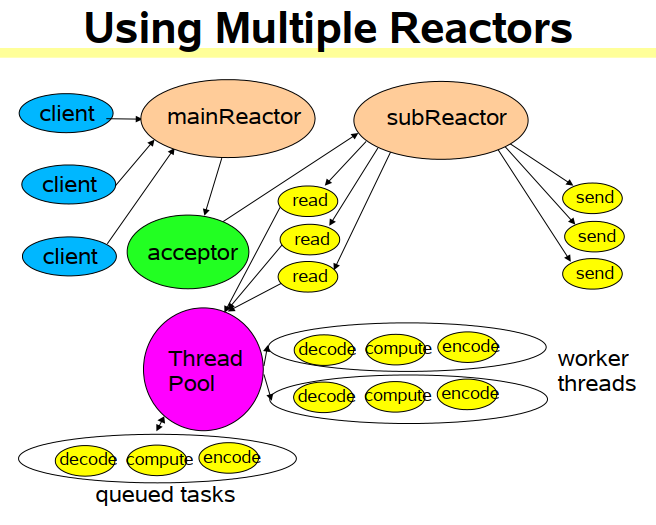 Using Multiple Reactors
client
mainReactor
subReactor
client
client
acceptor
read
read
read
send
send
send
Thread
Pool
decode compute encode
decode compute encode
worker
threads
decode compute encode
queued tasks